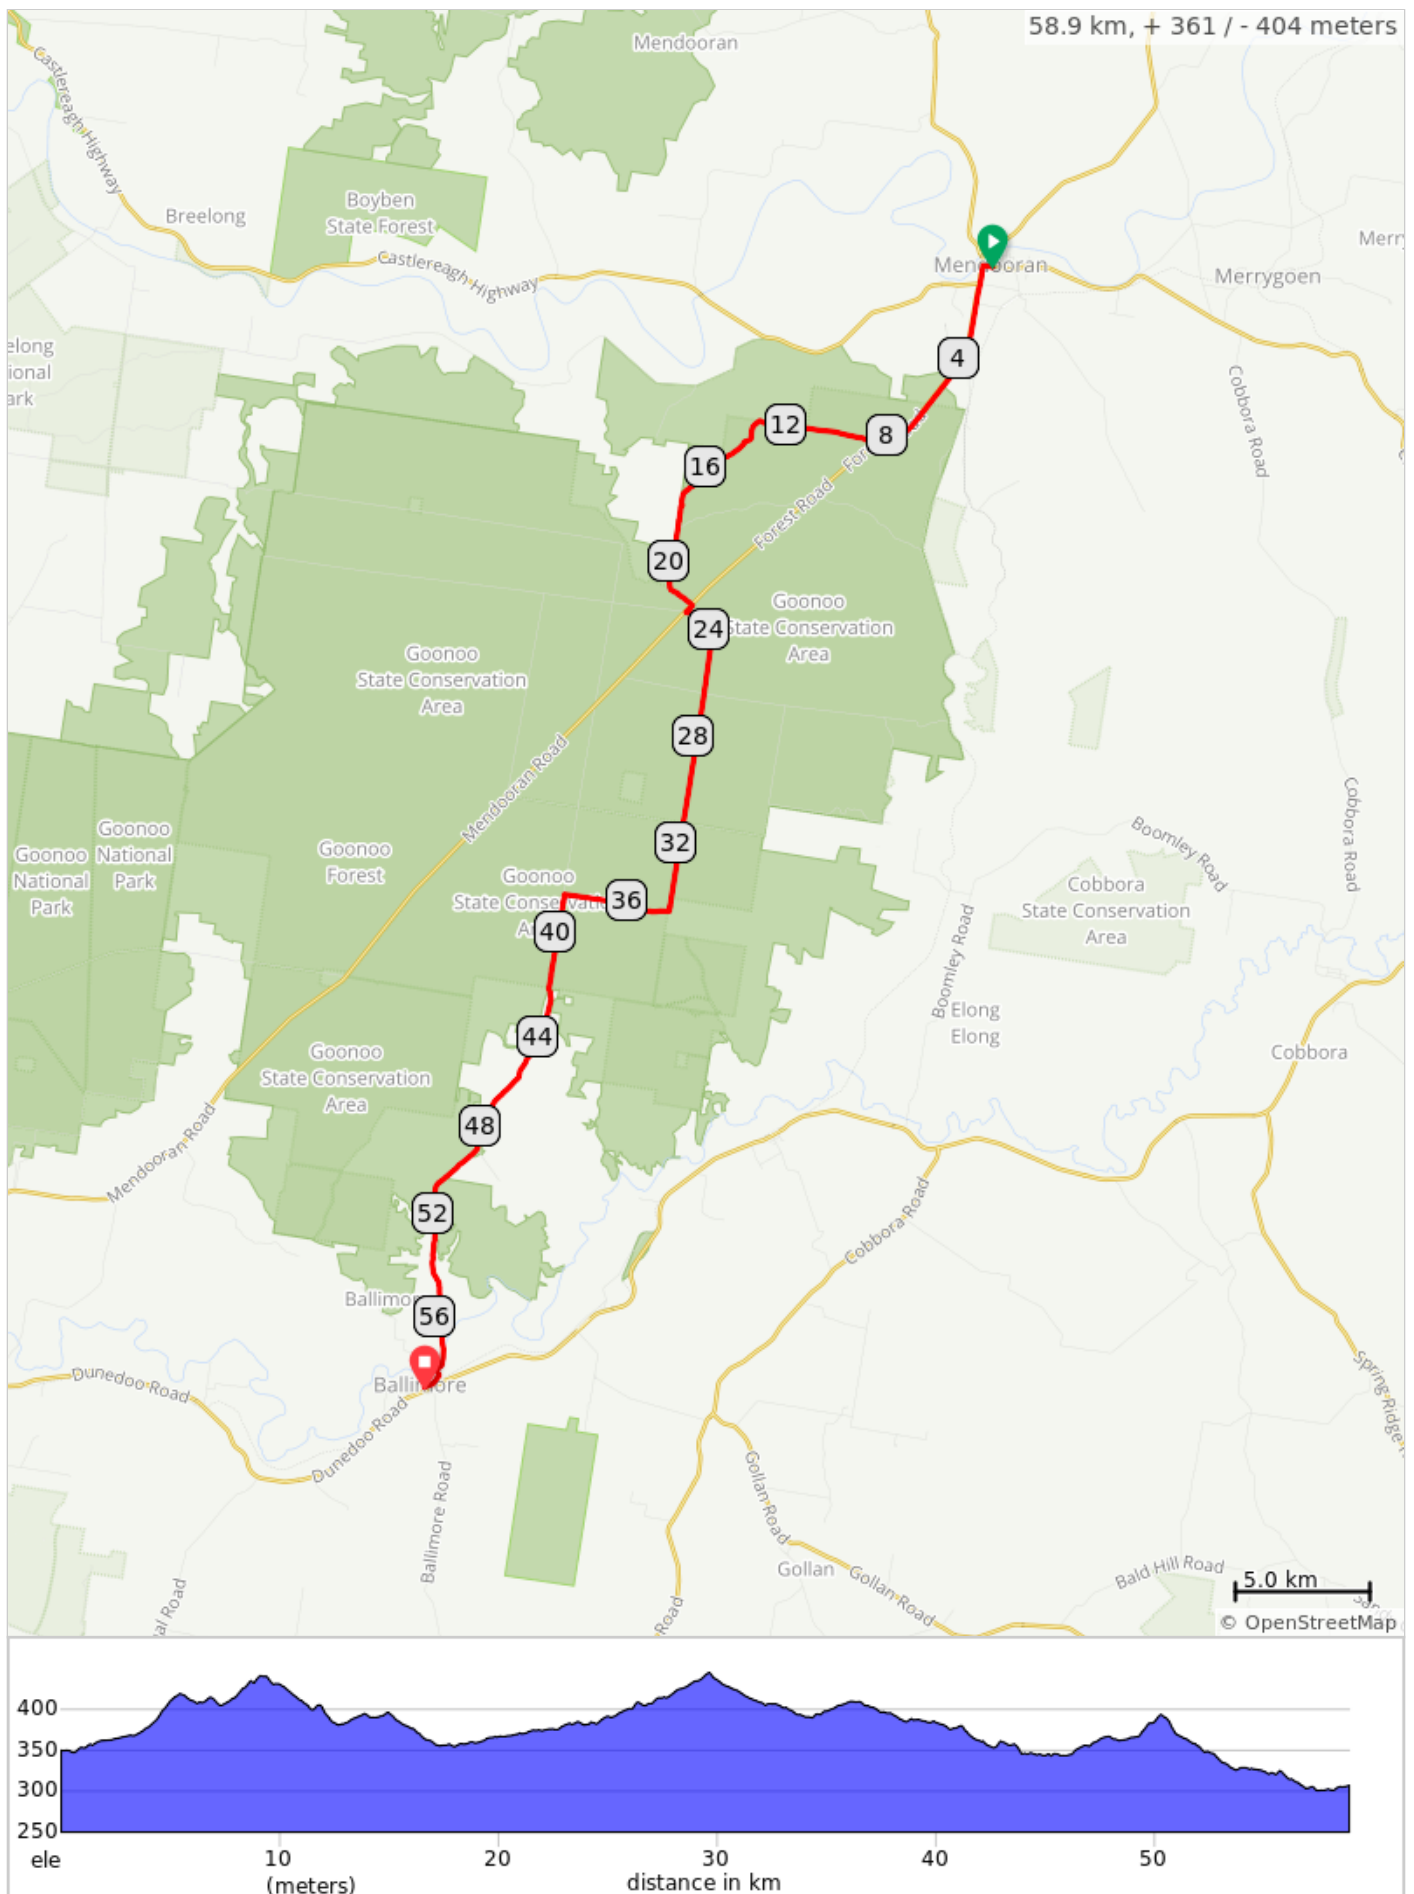 58.9 km, + 361 / - 404 meters
Mendooran
Castlereagh Highway
Boyben
State Forest
Breelong
Castlereagh Highway
Mendooran
Merrygoen
4
Cobbora Road
12
8
16
Forest Road
20
24
Goonoo
State Conservation
Area
Goonoo
State Conservation
Area
28
Mendooran Road
32
Goonoo
National
Park
Goonoo
National
Park
Goonoo
Forest
Goonoo
36
40
Boomley Road
Cobbora Road
Cobbora
State Conservation
Area
Boomley Road
Elong
Elong
44
Cobbora
Goonoo
State Conservation
Area
48
Mendooran Road
52
Cobbora Road
56
Ballimore
Dunedoo Road
Dunedoo Road
Ballimore Road
Gollan Road
Gollan
Gollan Road
Bald Hill Road
Road
5.0 km
© OpenStreetMap
400
350
300
250
ele
10
20
30
40
50
(meters)
distance in km